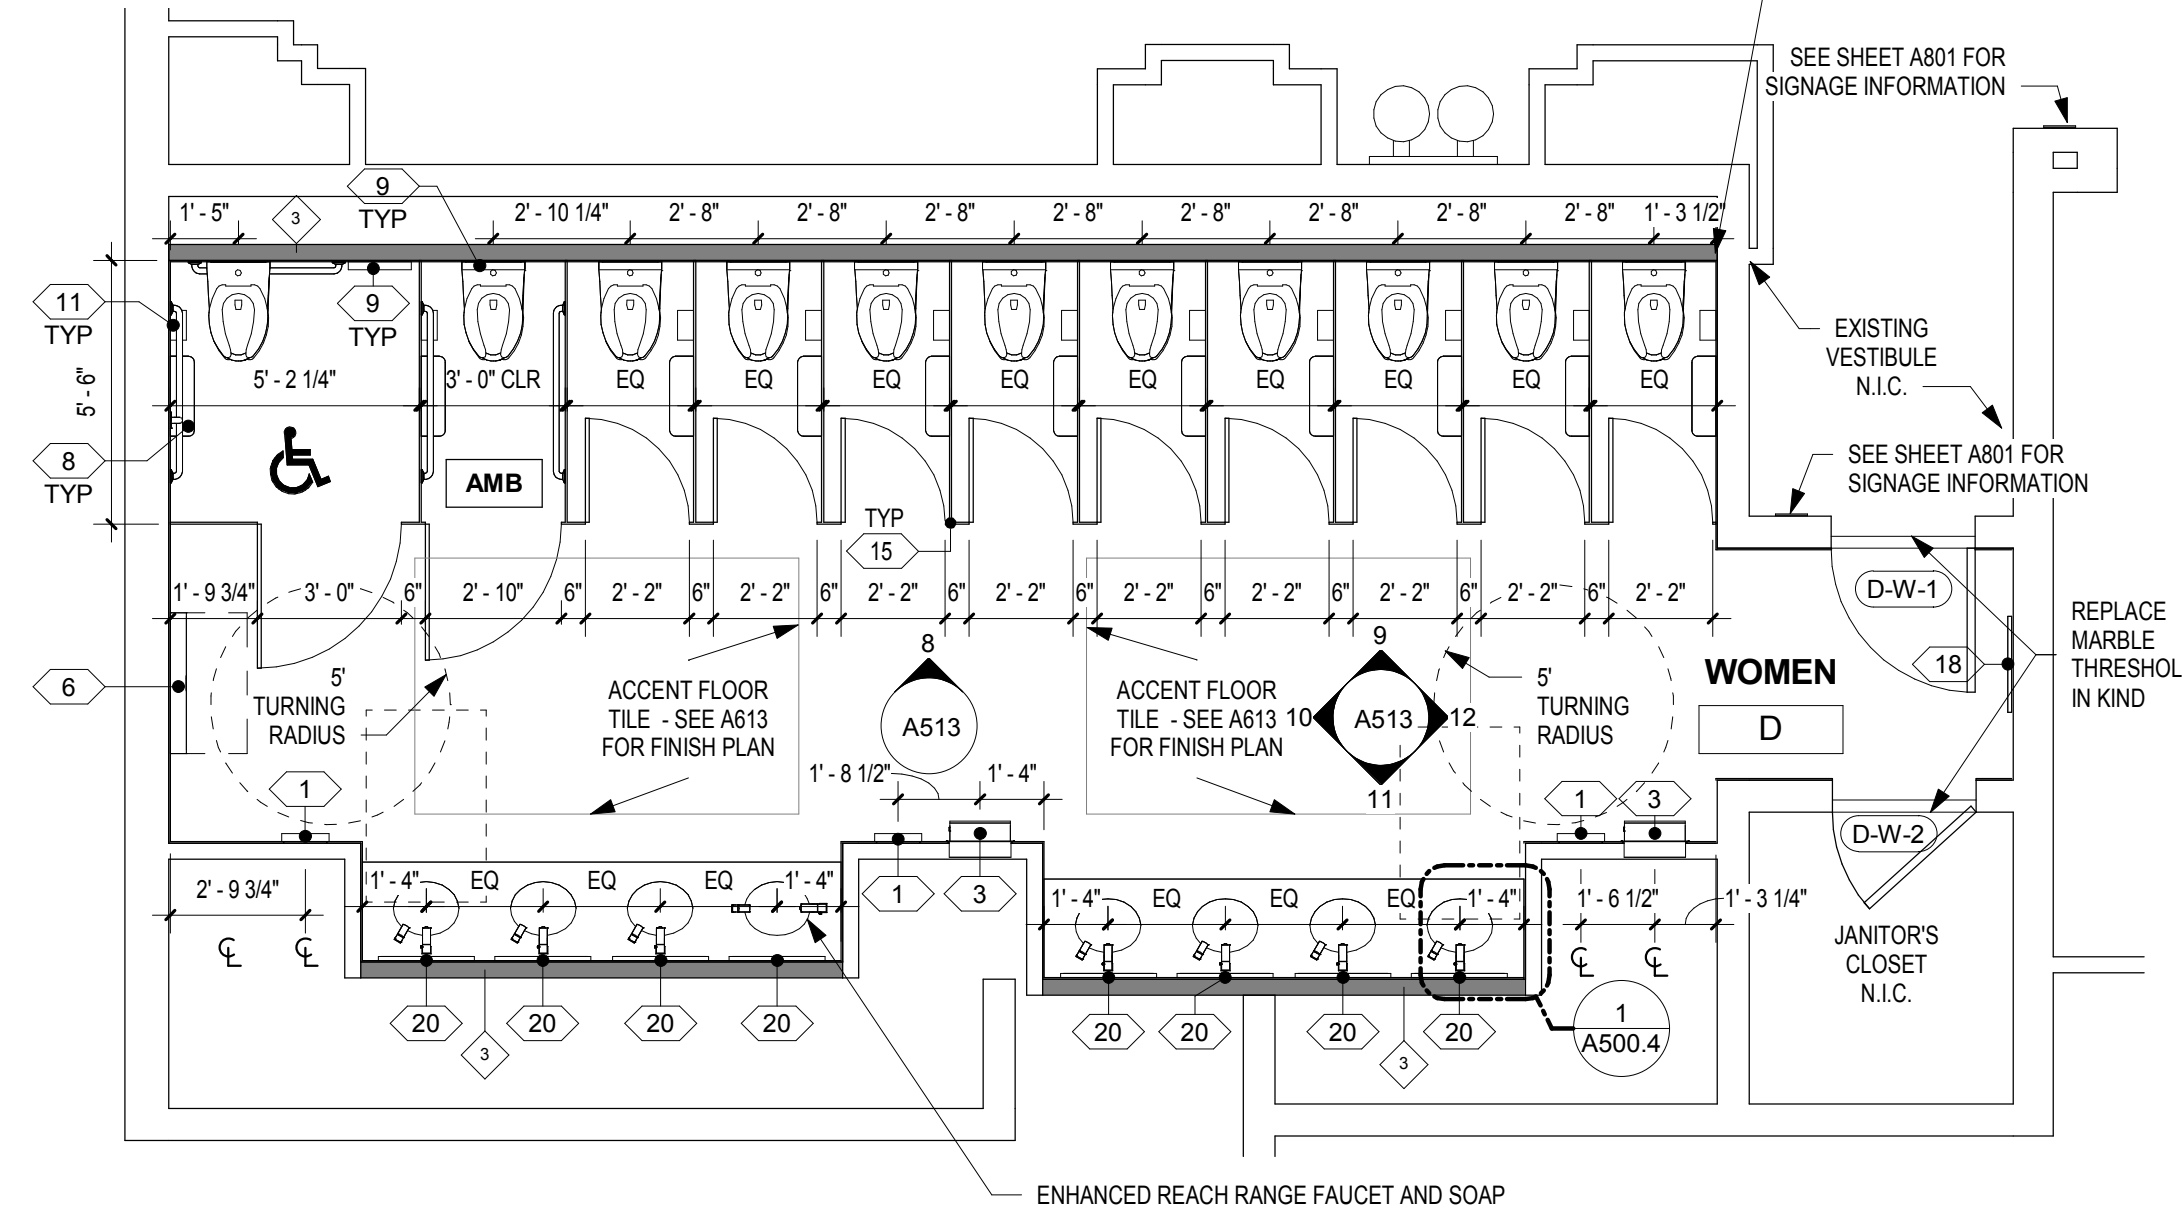 SEE SHEET A801 FOR
SIGNAGE INFORMATION
9
TYP
1' - 5"
3
2' - 10 1/4"
2' - 8"
2' - 8"
2' - 8"
2' - 8"
2' - 8"
2' - 8"
2' - 8"
2' - 8"
1' - 3 1/2"
11
TYP
9
TYP
EXISTING
VESTIBULE
N.I.C.
5' - 6"
5' - 2 1/4"
3' - 0" CLR
EQ
EQ
EQ
EQ
EQ
EQ
EQ
EQ
EQ
8
TYP
AMB
SEE SHEET A801 FOR
SIGNAGE INFORMATION
TYP
15
1' - 9 3/4"
3' - 0"
6"
2' - 10"
6"
2' - 2"
6"
2' - 2"
6"
2' - 2"
6"
2' - 2"
6"
2' - 2"
6"
2' - 2"
6"
2' - 2"
6"
2' - 2"
6"
2' - 2"
D-W-1
REPLACE
MARBLE
THRESHOL
IN KIND
6
5'
TURNING
RADIUS
ACCENT FLOOR
TILE - SEE A613
FOR FINISH PLAN
8
A513
ACCENT FLOOR
TILE - SEE A613
FOR FINISH PLAN
9
10
A513
12
11
5'
TURNING
RADIUS
WOMEN
D
18
1
1' - 8 1/2"
1' - 4"
1
3
D-W-2
2' - 9 3/4"
1' - 4"
EQ
EQ
EQ
1' - 4"
1
3
1' - 4"
EQ
EQ
EQ
1' - 4"
1' - 6 1/2"
1' - 3 1/4"
℄
℄
℄
℄
JANITOR'S
CLOSET
N.I.C.
20
20
20
20
3
20
20
20
20
3
1
A500.4
ENHANCED REACH RANGE FAUCET AND SOAP